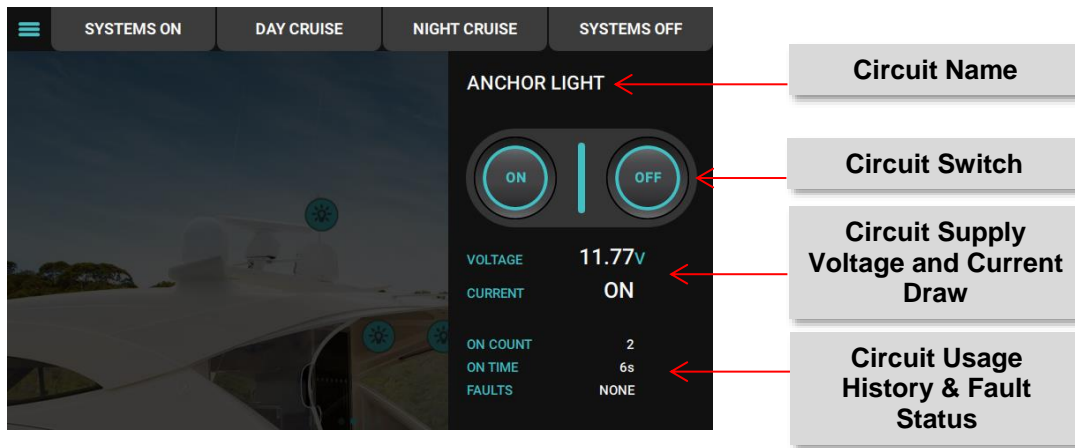 SYSTEMS ON
DAY CRUISE
NIGHT CRUISE
SYSTEMS OFF
ANCHOR LIGHT
Circuit Name
ON
OFF
Circuit Switch
VOLTAGE 11.77V
CURRENT ON
Circuit Supply
Voltage and Current
Draw
ON COUNT 2
ON TIME 6s
FAULTS NONE
Circuit Usage
History & Fault
Status